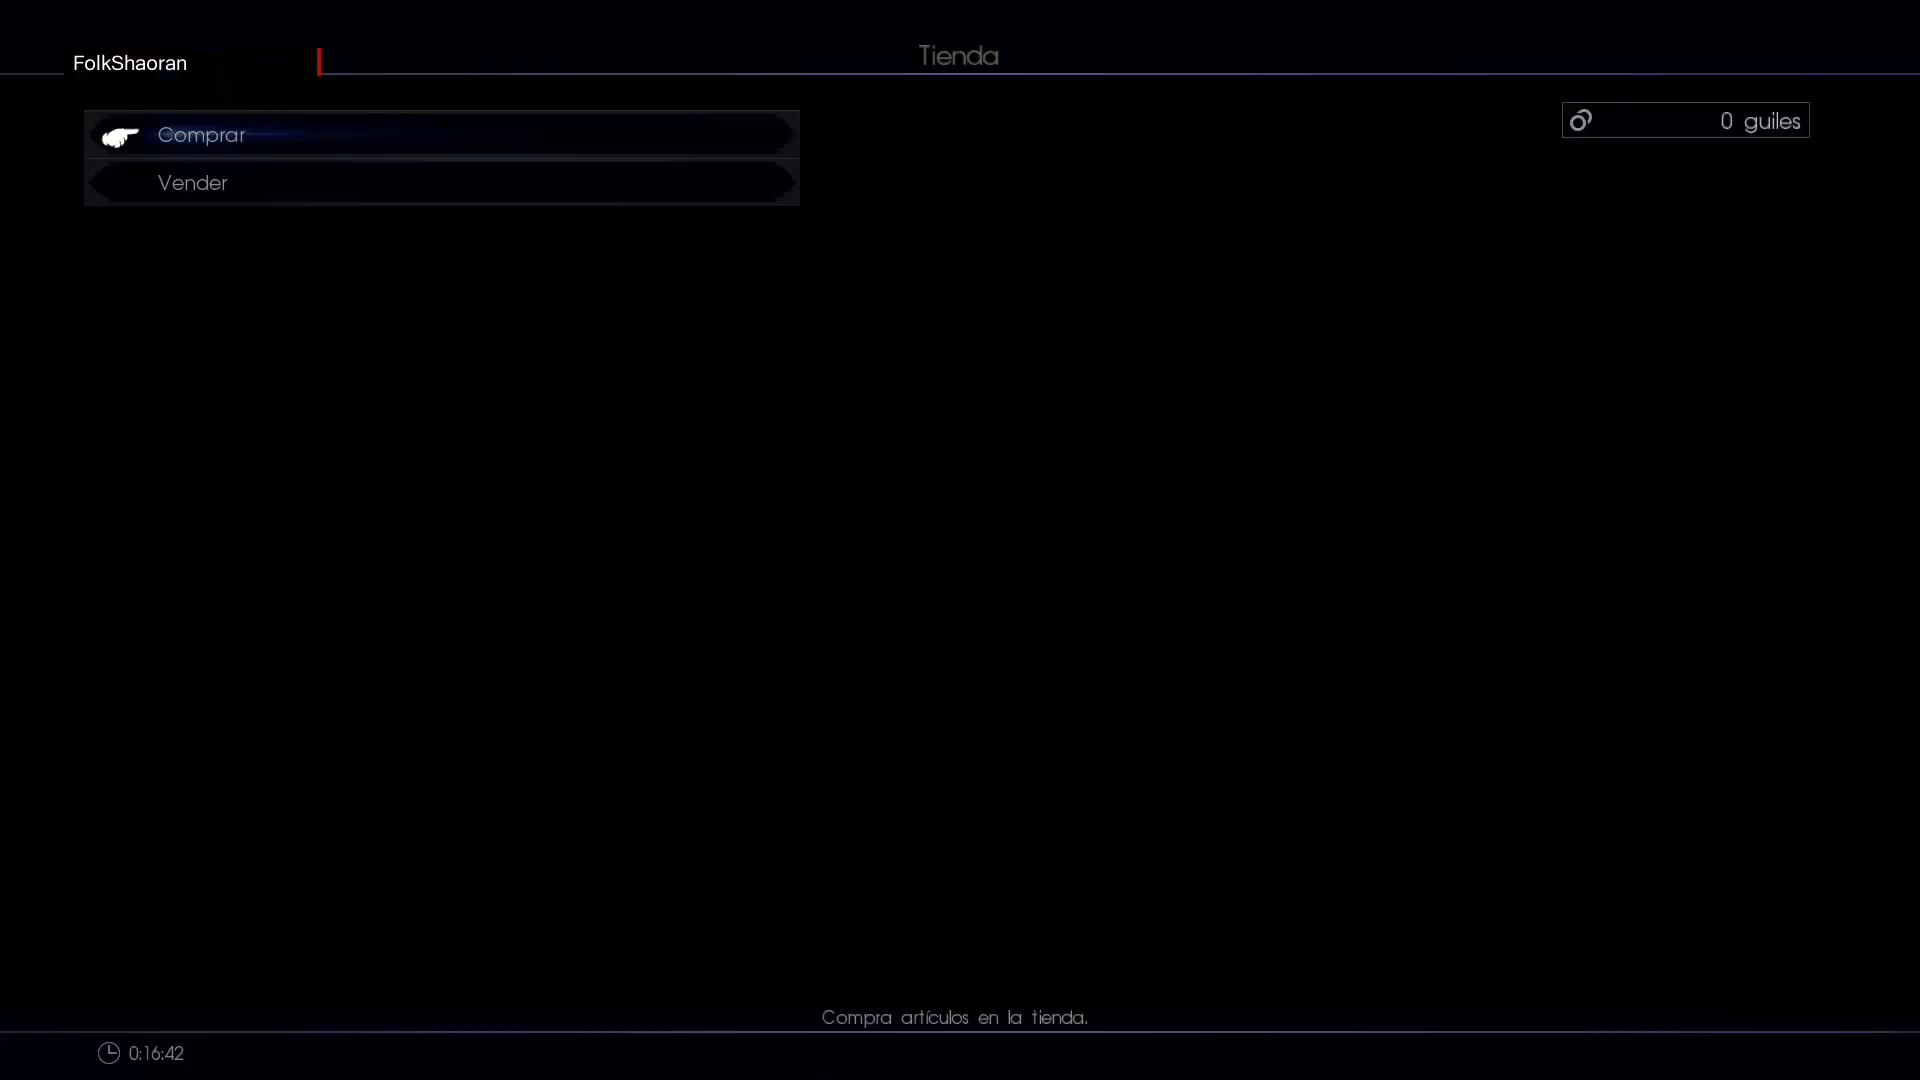 FolkShaoran
Tienda
Comprar
0 guiles
Vender
Compra artículos en la tienda.
0:16:42